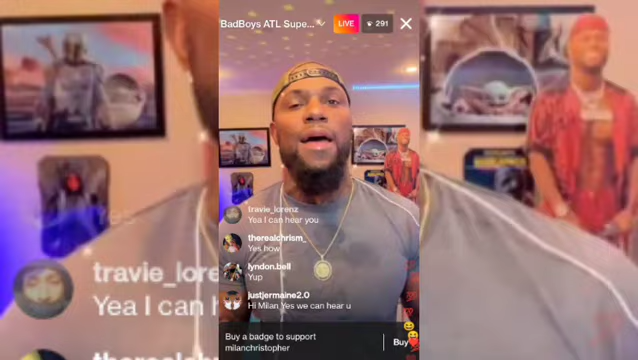 BadBoys ATL Supe...
LIVE
291
travie_lorenz
Yea I can hear you
therealchrism_
Yes how
lyndon.bell
Yup
justjermaine2.0
Hi Milan Yes we can hear u
Buy a badge to support
milanchristopher
Buy
travie_lore
Yea I can h